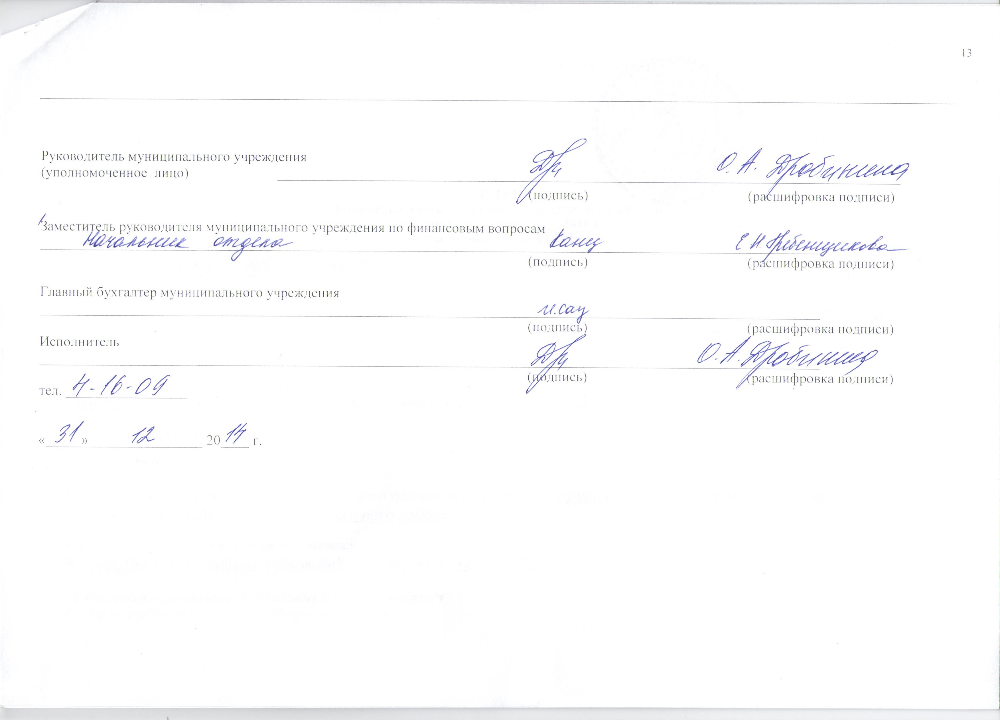 13
Руководитель муниципального учреждения
(уполномоченное лицо)
О. А. Дробинина
(подпись) (расшифровка подписи)
Заместитель руководителя муниципального учреждения по финансовым вопросам
Начальник отдела Е Н. Гребенщикова
(подпись) (расшифровка подписи)
Главный бухгалтер муниципального учреждения
(подпись) (расшифровка подписи)
Исполнитель
О. А. Дробинина
(подпись) (расшифровка подписи)
тел. 4-16-09
« 31 » 12 20 14 г.